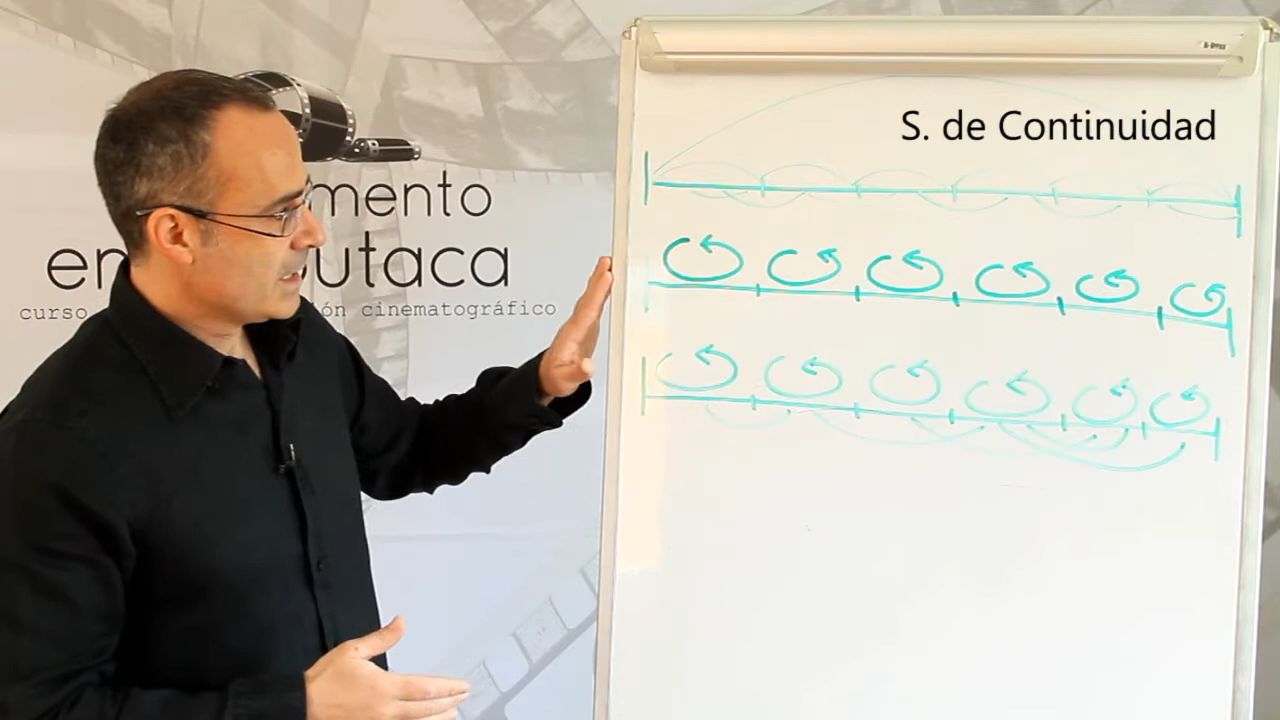 mento
en utaca
curso ón cinematográfico
S. de Continuidad